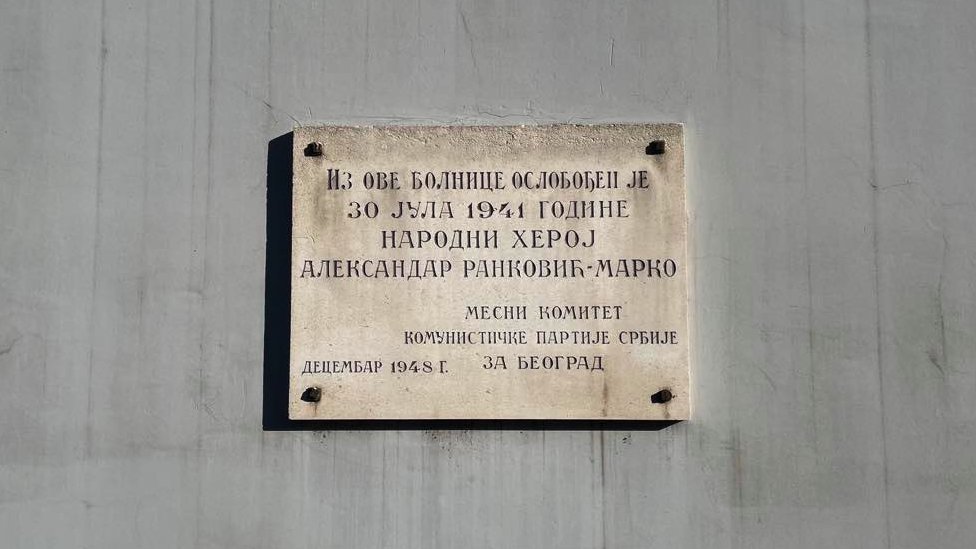 Из ове болнице ослобођен је
30 јула 1941 године
народни херој
Александар Ранковић-Марко
месни комитет
комунистичке партије Србије
за Београд
децембар 1948 г.